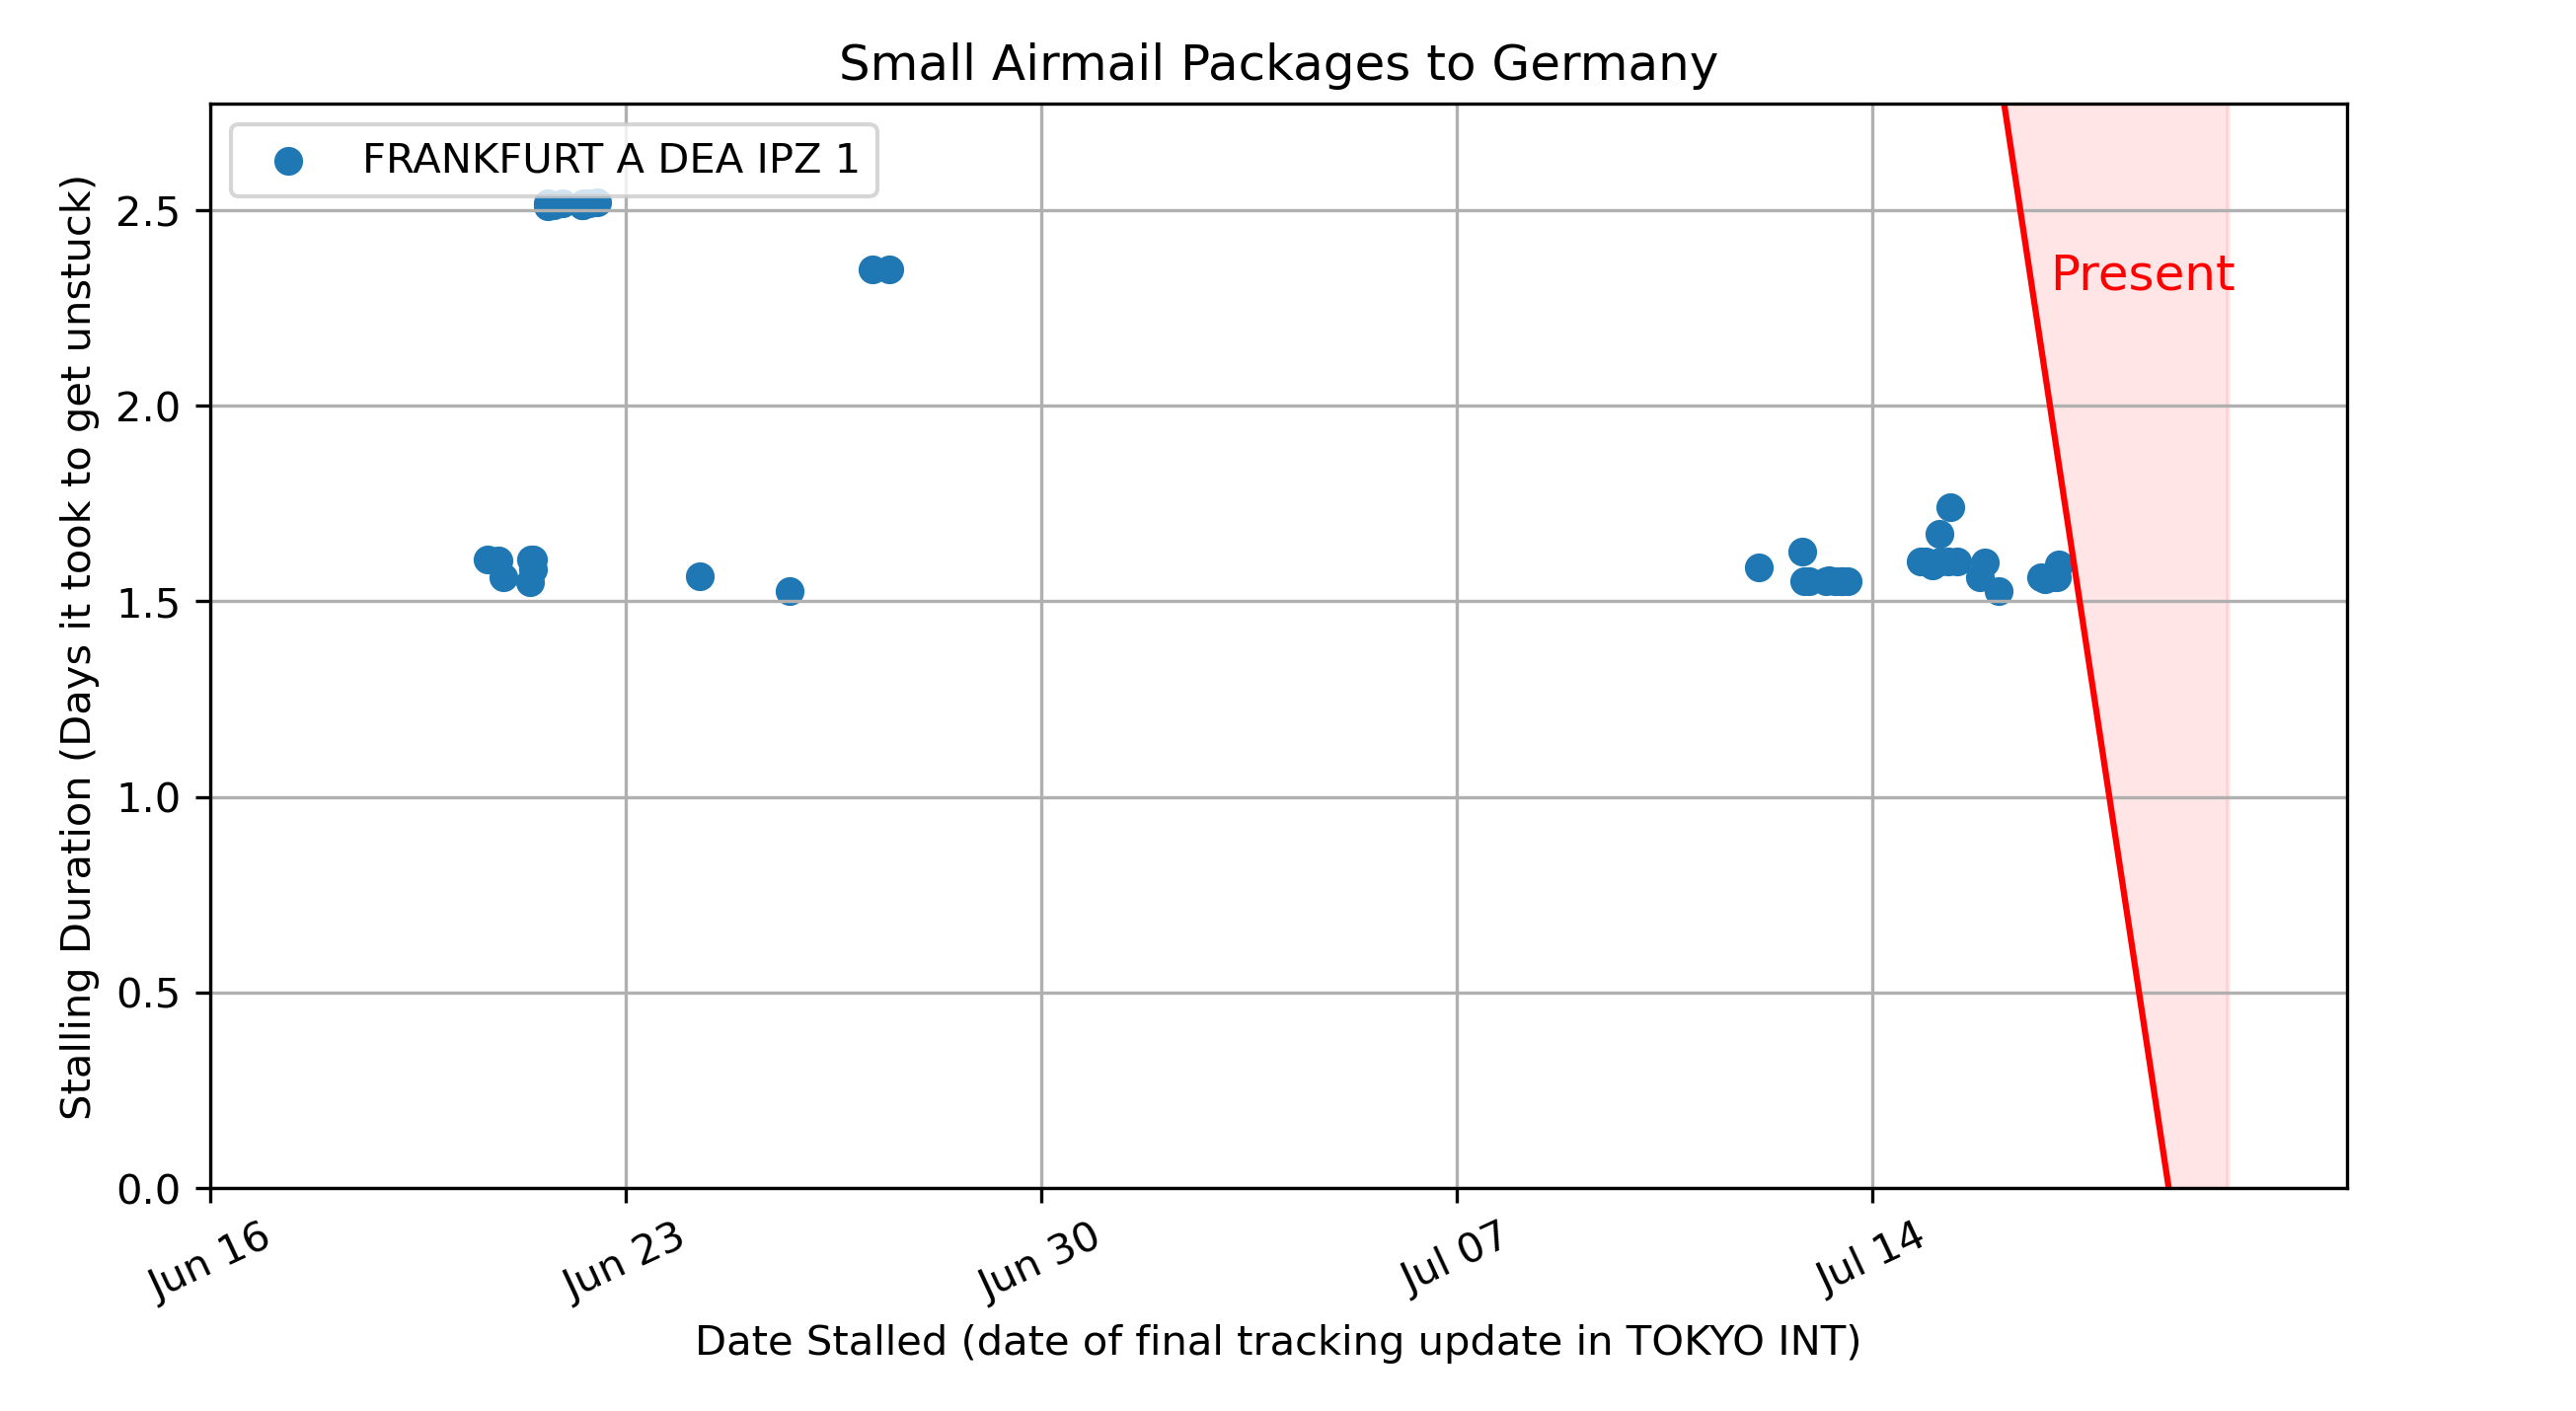 Small Airmail Packages to Germany
FRANKFURT A DEA IPZ 1
Present
Stalling Duration (Days it took to get unstuck)
2.5
2.0
1.5
1.0
0.5
0.0
Jun 16
Jun 23
Jun 30
Jul 07
Jul 14
Date Stalled (date of final tracking update in TOKYO INT)